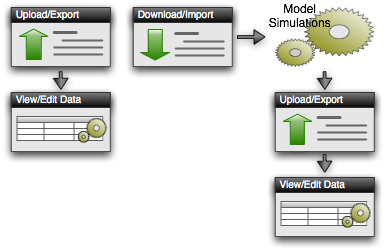 Upload/Export
Download/Import
Model
Simulations
View/Edit Data
Upload/Export
View/Edit Data